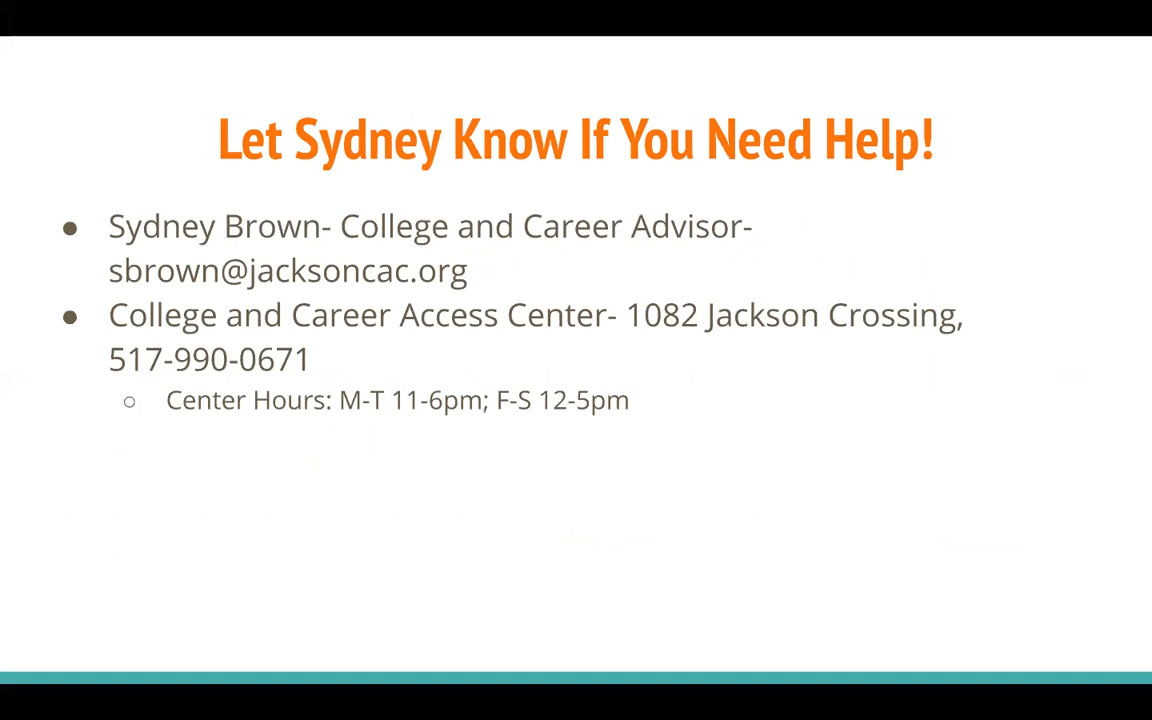 Let Sydney Know If You Need Help!
● Sydney Brown- College and Career Advisor-
sbrown@jacksoncac.org
● College and Career Access Center- 1082 Jackson Crossing,
517-990-0671
○ Center Hours: M-T 11-6pm; F-S 12-5pm